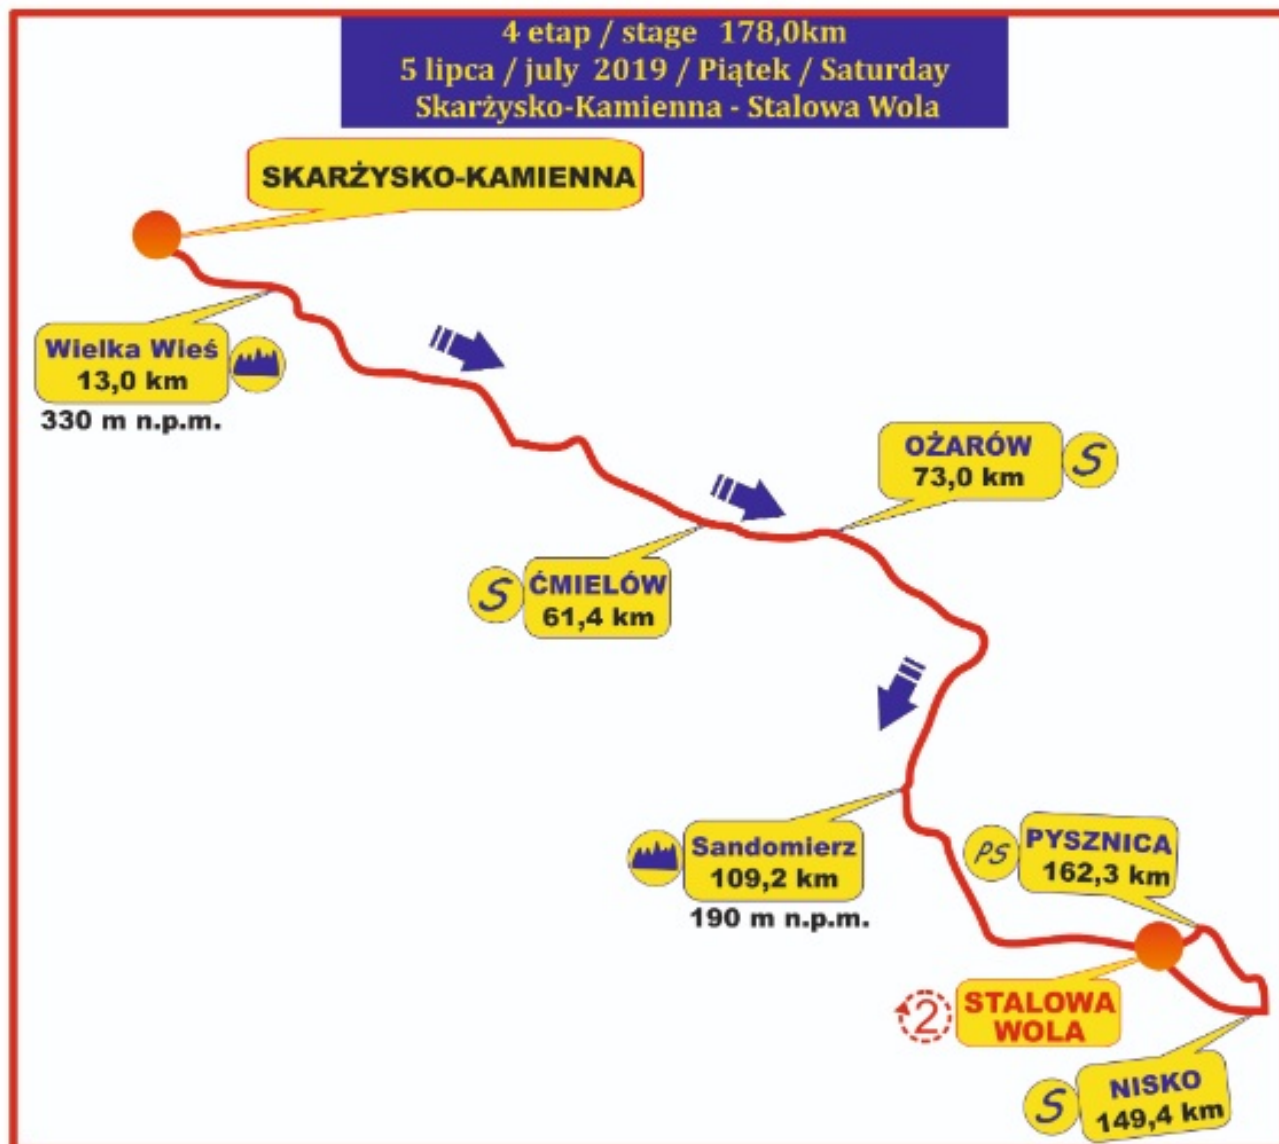 4 etap / stage 178,0km
5 lipca / july 2019 / Piątek / Saturday
Skarżysko-Kamienna - Stalowa Wola
SKARŻYSKO-KAMIENNA
Wielka Wieś
13,0 km
330 m n.p.m.
OŻARÓW
73,0 km
S
S
ĆMIELÓW
61,4 km
Sandomierz
109,2 km
190 m n.p.m.
PS
PYSZNICA
162,3 km
2
STALOWA
WOLA
S
NISKO
149,4 km